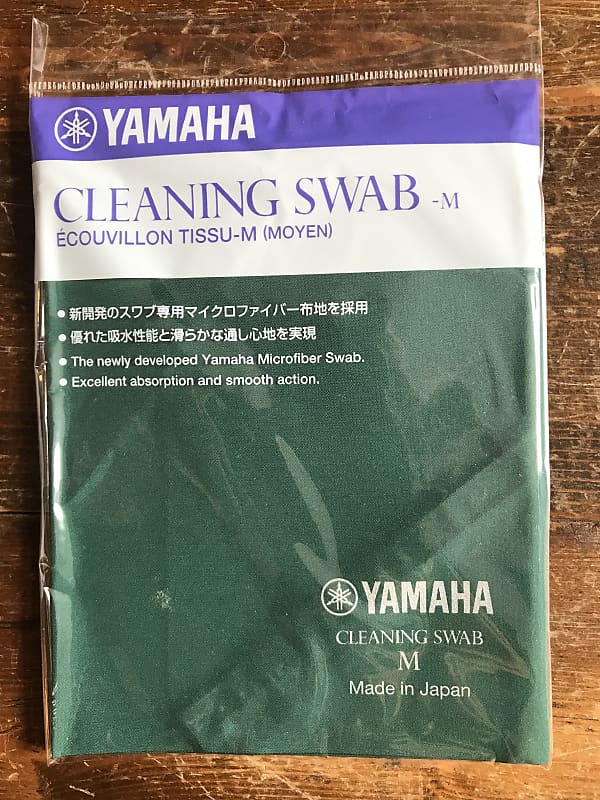 YAMAHA
CLEANING SWAB -M
ÉCOUVILLON TISSU-M (MOYEN)
● 新開発のスワブ専用マイクロファイバー布地を採用
● 優れた吸水性能と滑らかな通し心地を実現
● The newly developed Yamaha Microfiber Swab.
● Excellent absorption and smooth action.
YAMAHA
CLEANING SWAB
M
Made in Japan